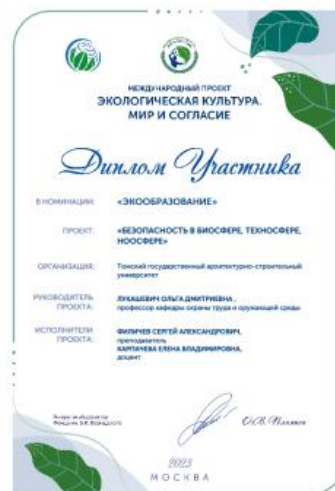 МЕЖДУНАРОДНЫЙ ПРОЕКТ
ЭКОЛОГИЧЕСКАЯ КУЛЬТУРА.
МИР И СОГЛАСИЕ
Диплом Участника
В НОМИНАЦИИ: «ЭКООБРАЗОВАНИЕ»
ПРОЕКТ: «БЕЗОПАСНОСТЬ В БИОСФЕРЕ, ТЕХНОСФЕРЕ,
НООСФЕРЕ»
ОРГАНИЗАЦИЯ: Томский государственный архитектурно-строительный
университет
РУКОВОДИТЕЛЬ ЛУКАШЕВИЧ ОЛЬГА ДМИТРИЕВНА,
ПРОЕКТА: профессор кафедры охраны труда и окружающей среды
ИСПОЛНИТЕЛИ ФИЛИЧЕВ СЕРГЕЙ АЛЕКСАНДРОВИЧ,
ПРОЕКТА: преподаватель
КАРПАЧЕВА ЕЛЕНА ВЛАДИМИРОВНА,
доцент
О.В. Плямина
2023
МОСКВА